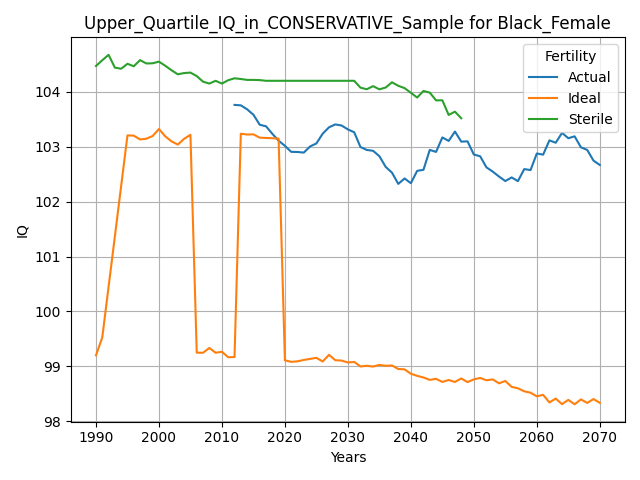 Upper_Quartile_IQ_in_CONSERVATIVE_Sample for Black_Female
Fertility
Actual
Ideal
Sterile
104
103
102
101
100
99
98
IQ
1990 2000 2010 2020 2030 2040 2050 2060 2070
Years